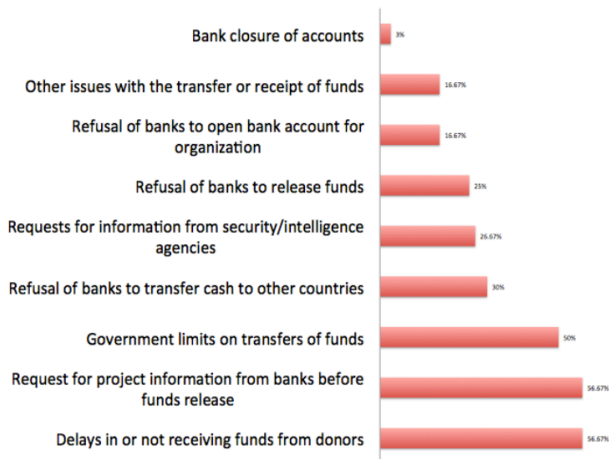 Bank closure of accounts
3%
Other issues with the transfer or receipt of funds
16.67%
Refusal of banks to open bank account for
organization
16.67%
Refusal of banks to release funds
25%
Requests for information from security/intelligence
agencies
26.67%
Refusal of banks to transfer cash to other countries
30%
Government limits on transfers of funds
50%
Request for project information from banks before
funds release
56.67%
Delays in or not receiving funds from donors
56.67%